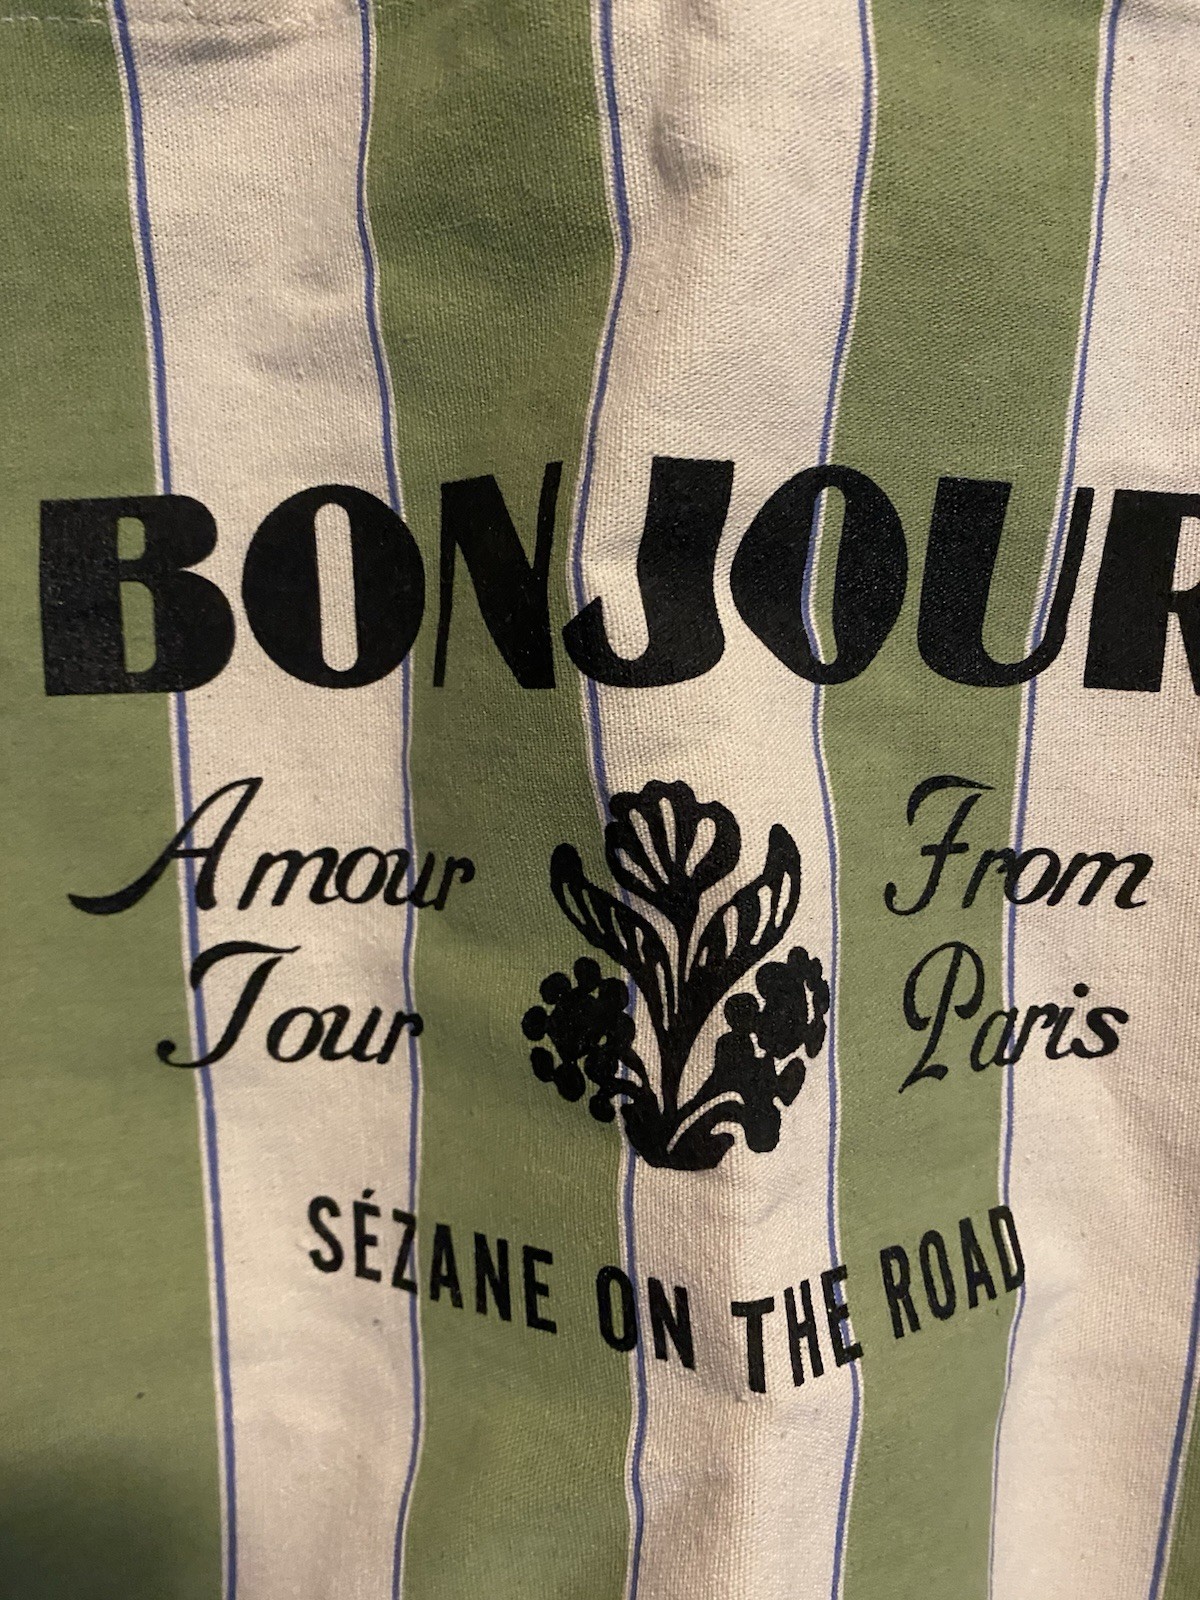 BONJOUR
Amour From
Tour Paris
SÉZANE ON THE ROAD